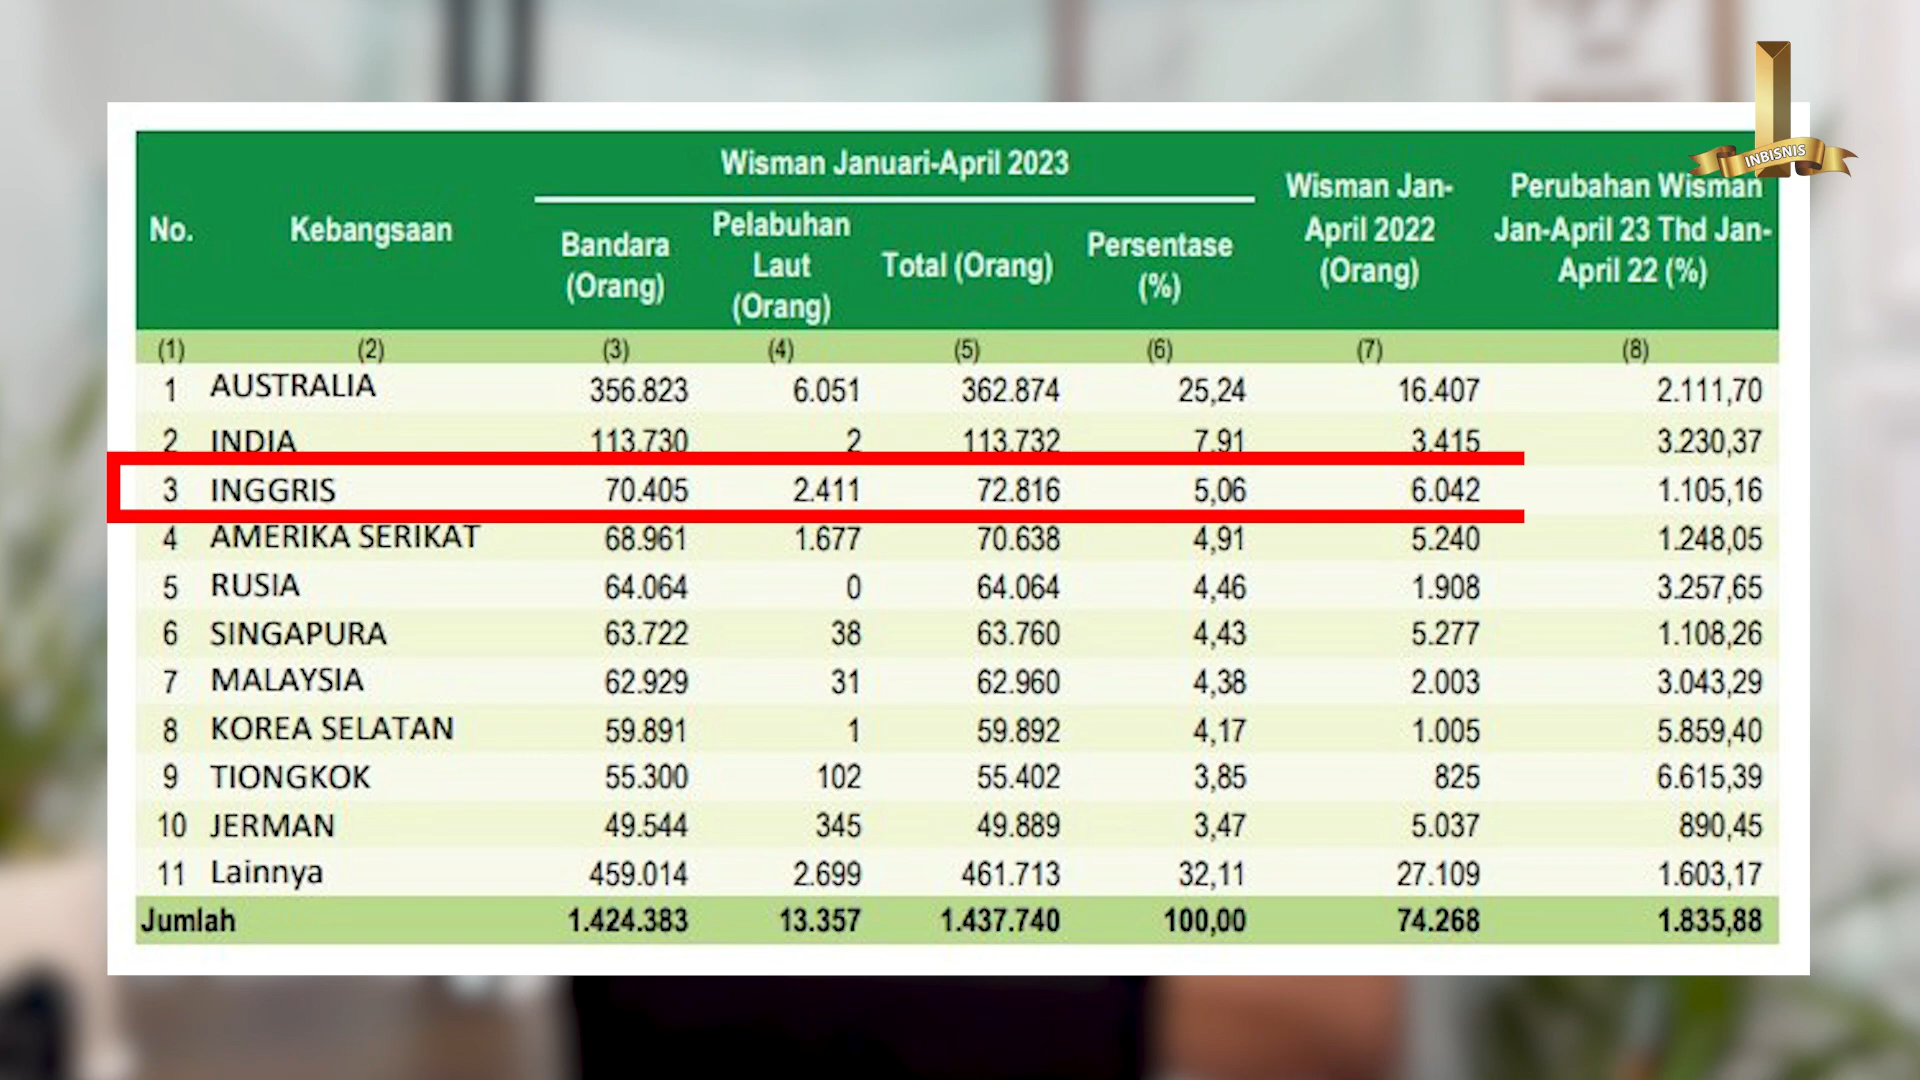 INBISNIS
Wisman Januari-April 2023
No.
Kebangsaan
Bandara
(Orang)
Pelabuhan
Laut
(Orang)
Total (Orang)
Persentase
(%)
Wisman Jan-
April 2022
(Orang)
Perubahan Wisman
Jan-April 23 Thd Jan-
April 22 (%)
(1) (2) (3) (4) (5) (6) (7) (8)
1 AUSTRALIA 356.823 6.051 362.874 25,24 16.407 2.111,70
2 INDIA 113.730 2 113.732 7,91 3.415 3.230,37
3 INGGRIS 70.405 2.411 72.816 5,06 6.042 1.105,16
4 AMERIKA SERIKAT 68.961 1.677 70.638 4,91 5.240 1.248,05
5 RUSIA 64.064 0 64.064 4,46 1.908 3.257,65
6 SINGAPURA 63.722 38 63.760 4,43 5.277 1.108,26
7 MALAYSIA 62.929 31 62.960 4,38 2.003 3.043,29
8 KOREA SELATAN 59.891 1 59.892 4,17 1.005 5.859,40
9 TIONGKOK 55.300 102 55.402 3,85 825 6.615,39
10 JERMAN 49.544 345 49.889 3,47 5.037 890,45
11 Lainnya 459.014 2.699 461.713 32,11 27.109 1.603,17
Jumlah 1.424.383 13.357 1.437.740 100,00 74.268 1.835,88